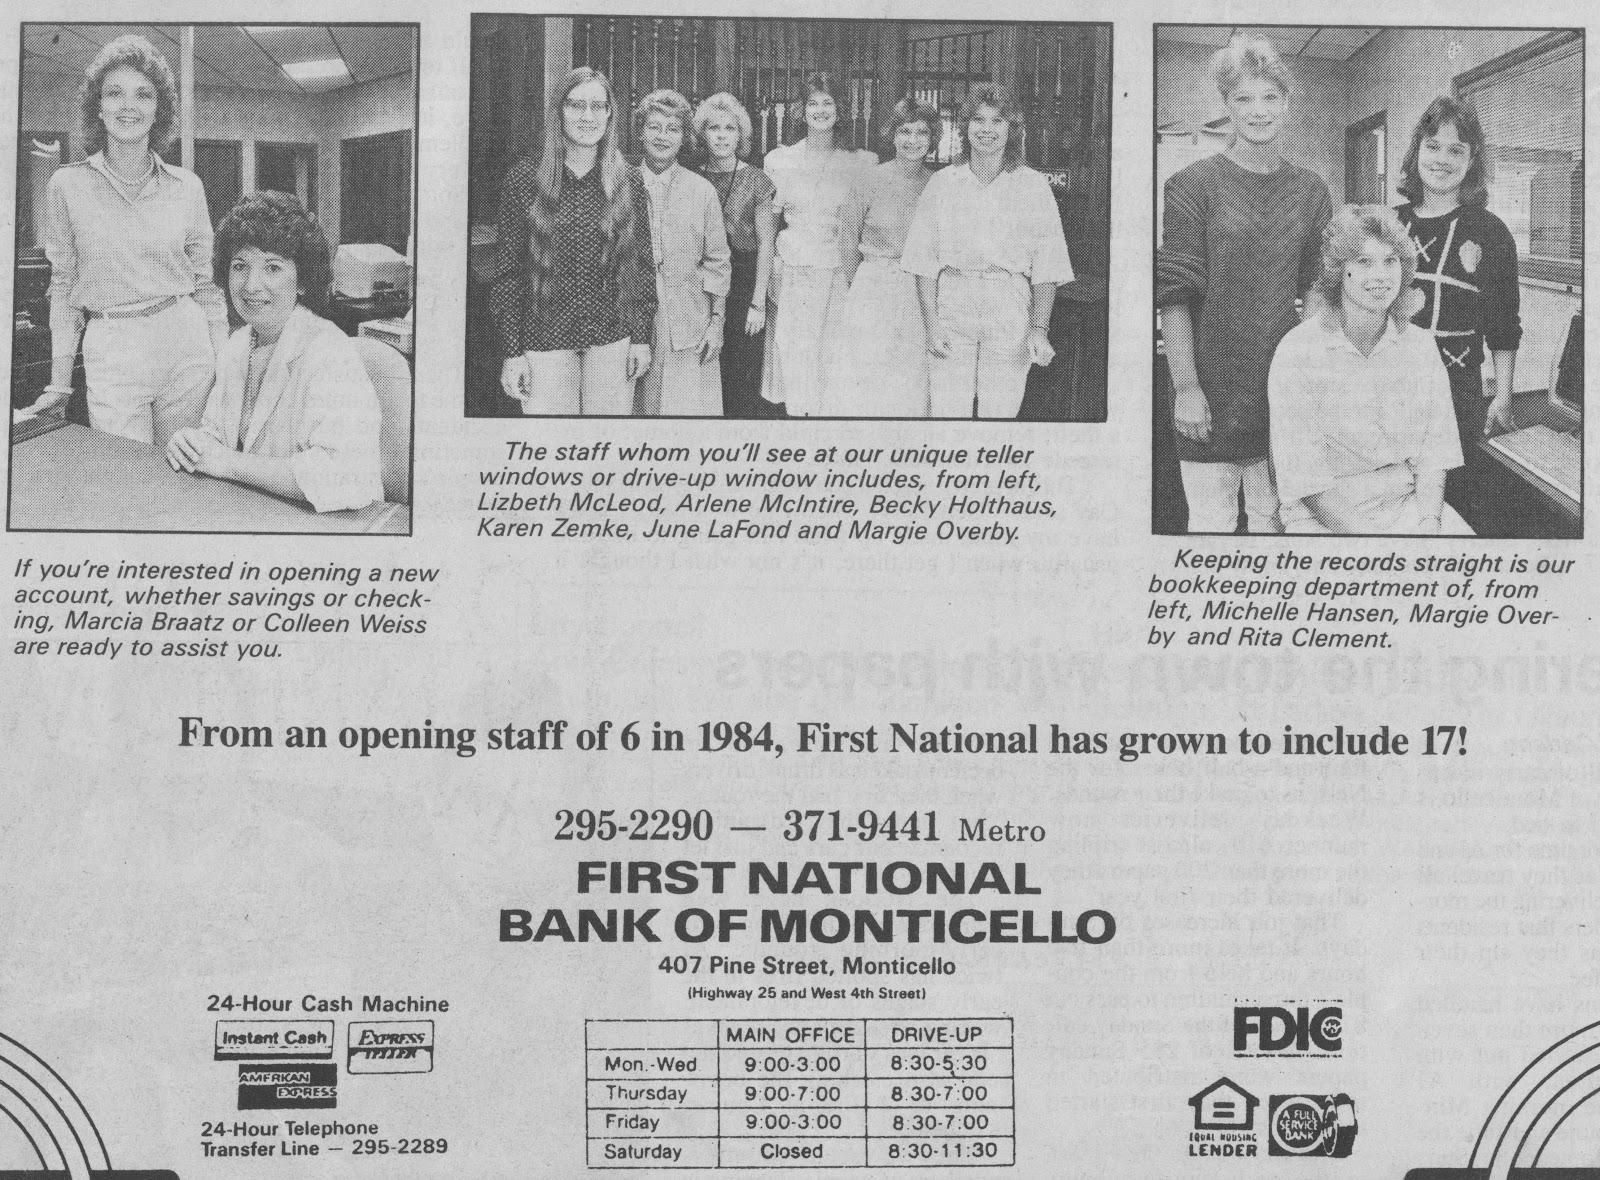 FDIC
If you're interested in opening a new
account, whether savings or check-
ing, Marcia Braatz or Colleen Weiss
are ready to assist you.
The staff whom you'll see at our unique teller
windows or drive-up window includes, from left,
Lizbeth McLeod, Arlene McIntire, Becky Holthaus,
Karen Zemke, June LaFond and Margie Overby.
Keeping the records straight is our
bookkeeping department of, from
left, Michelle Hansen, Margie Over-
by and Rita Clement.
From an opening staff of 6 in 1984, First National has grown to include 17!
295-2290 — 371-9441 Metro
FIRST NATIONAL
BANK OF MONTICELLO
407 Pine Street, Monticello
(Highway 25 and West 4th Street)
24-Hour Cash Machine
Instant Cash
EXPRESS
TELLER
AMERICAN
EXPRESS
24-Hour Telephone
Transfer Line — 295-2289
MAIN OFFICE DRIVE-UP
Mon.-Wed 9:00-3:00 8:30-5:30
Thursday 9:00-7:00 8:30-7:00
Friday 9:00-3:00 8:30-7:00
Saturday Closed 8:30-11:30
FDIC
EQUAL HOUSING
LENDER
A FULL
SERVICE
BANK